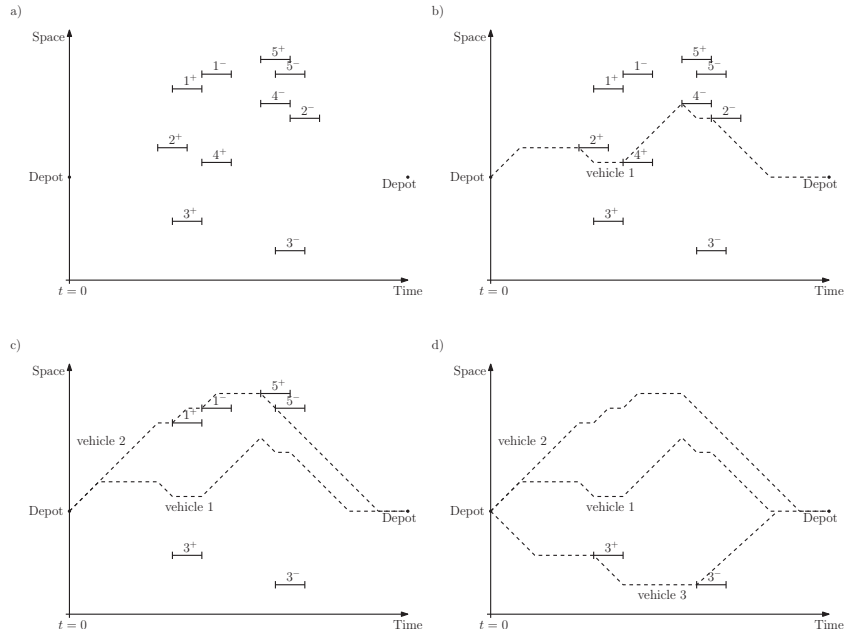 a)
Space
5⁺
1⁻
5⁻
1⁺
4⁻
2⁻
2⁺
4⁺
Depot
Depot
3⁺
3⁻
t = 0
Time
b)
Space
5⁺
1⁻
5⁻
1⁺
4⁻
2⁻
2⁺
4⁺
vehicle 1
Depot
Depot
3⁺
3⁻
t = 0
Time
c)
Space
5⁺
1⁻
5⁻
1⁺
vehicle 2
vehicle 1
Depot
Depot
3⁺
3⁻
t = 0
Time
d)
Space
vehicle 2
vehicle 1
Depot
Depot
3⁺
3⁻
vehicle 3
t = 0
Time